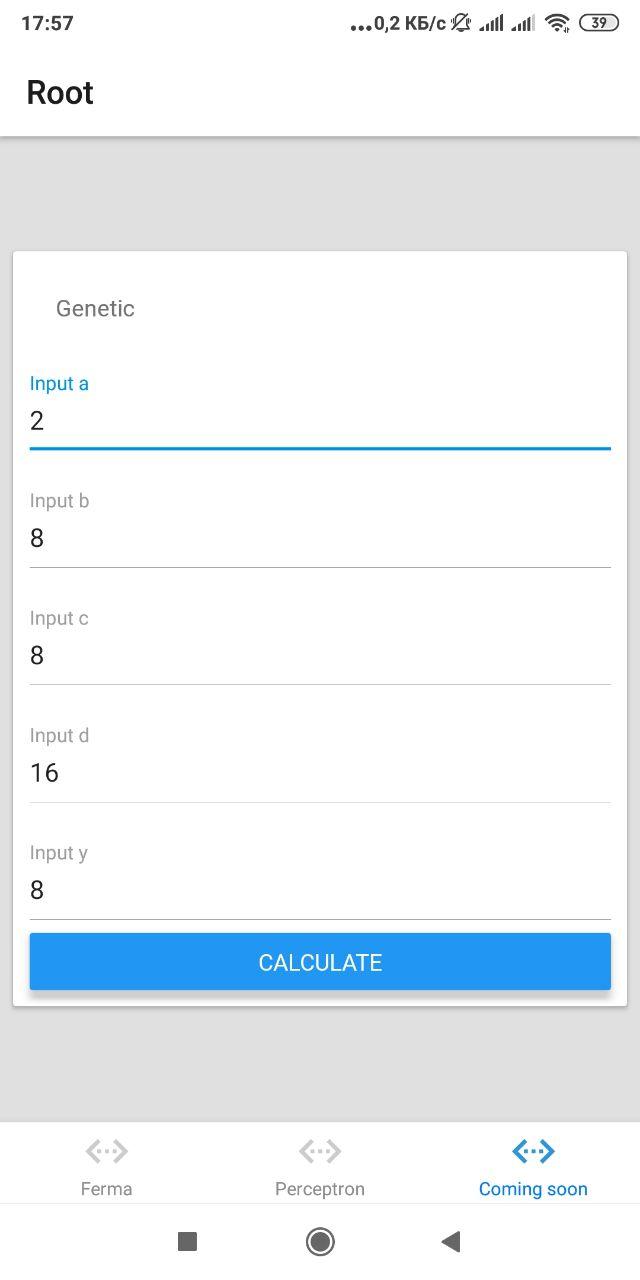 17:57
...0,2 КБ/с
39
Root
Genetic
Input a
2
Input b
8
Input c
8
Input d
16
Input y
8
CALCULATE
Ferma
Perceptron
Coming soon